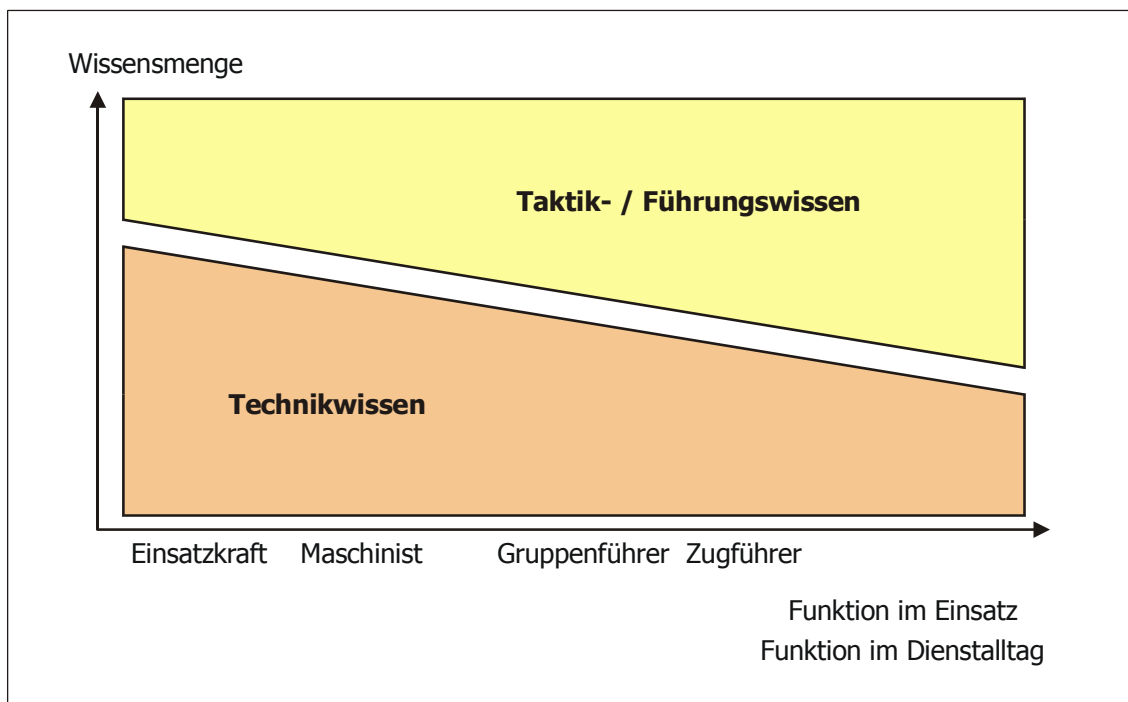 Wissensmenge
Taktik- / Führungswissen
Technikwissen
Einsatzkraft Maschinist Gruppenführer Zugführer
Funktion im Einsatz
Funktion im Dienstalltag